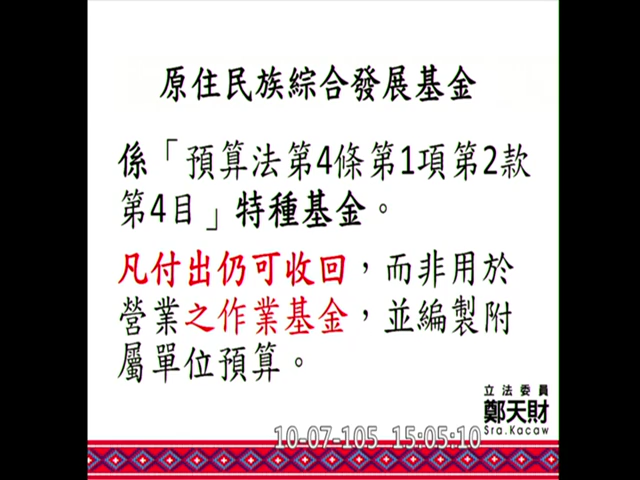 原住民族綜合發展基金
係「預算法第4條第1項第2款
第4目」特種基金。
凡付出仍可收回，而非用於
營業之作業基金，並編製附
屬單位預算。
立法委員
鄭天財
Sra.Kacaw
10-07-105 15:05:10